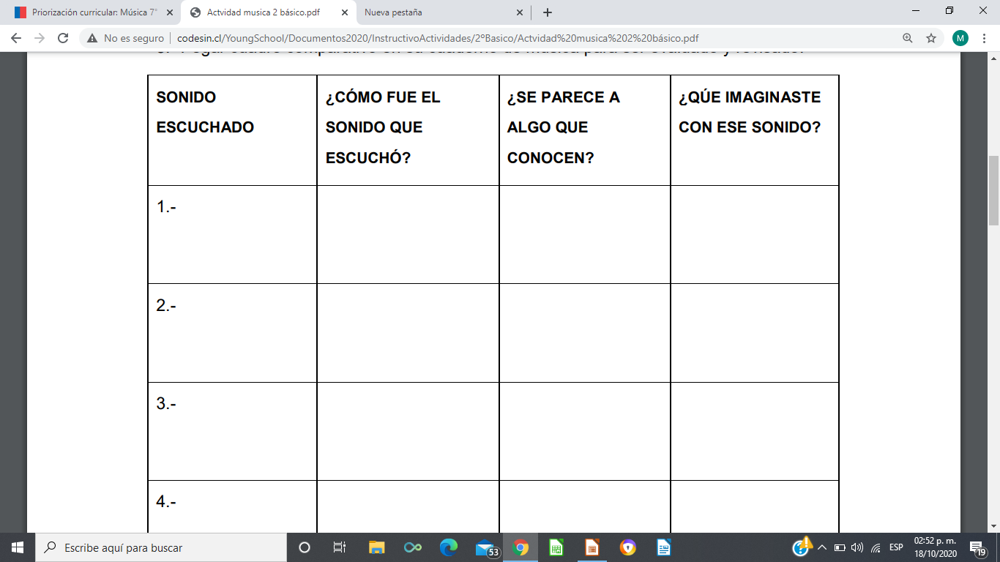 Priorización curricular: Música 7°
Actvidad musica 2 básico.pdf
Nueva pestaña
No es seguro
codesin.cl/YoungSchool/Documentos2020/InstructivoActividades/2ºBasico/Actvidad%20musica%202%20básico.pdf
M
SONIDO
ESCUCHADO
¿CÓMO FUE EL
SONIDO QUE
ESCUCHÓ?
¿SE PARECE A
ALGO QUE
CONOCEN?
¿QÚE IMAGINASTE
CON ESE SONIDO?
1.-
2.-
3.-
4.-
Escribe aquí para buscar
53
ESP
02:52 p. m.
18/10/2020
19